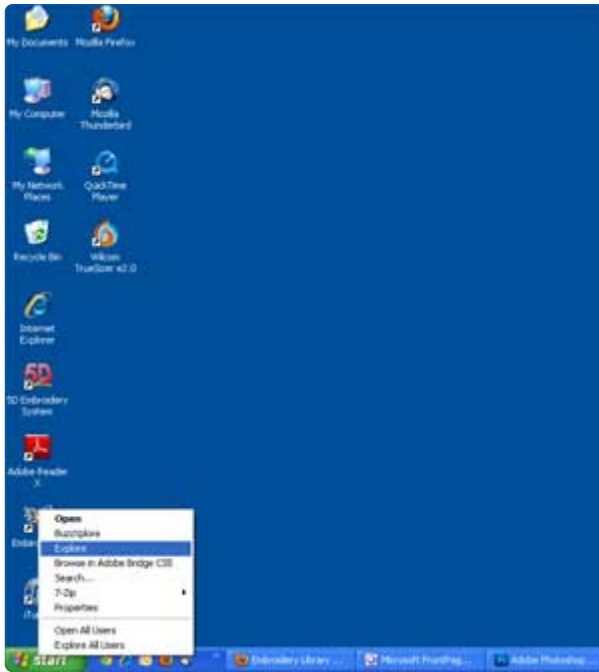 My Documents
Mozilla Firefox
My Computer
Mozilla
Thunderbird
My Network
Places
QuickTime
Player
Recycle Bin
Wilcom
TrueSizer e2.0
Internet
Explorer
5D
5D Embroidery
System
Adobe Reader
X
Open
Buzzxplore
Explore
Browse in Adobe Bridge CS5
Search...
7-Zip
Properties
Open All Users
Explore All Users
start
Embroidery Library ...
Microsoft FrontPag...
Adobe Photoshop ...